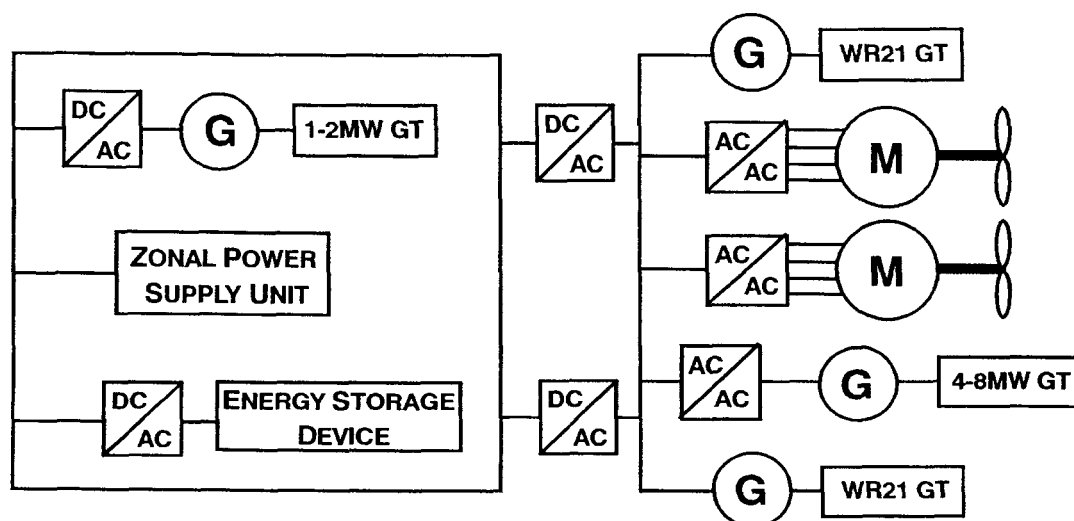 G
WR21 GT
DC
AC
G
1-2MW GT
DC
AC
AC
AC
M
ZONAL POWER
SUPPLY UNIT
AC
AC
M
DC
AC
ENERGY STORAGE
DEVICE
DC
AC
AC
AC
G
4-8MW GT
G
WR21 GT